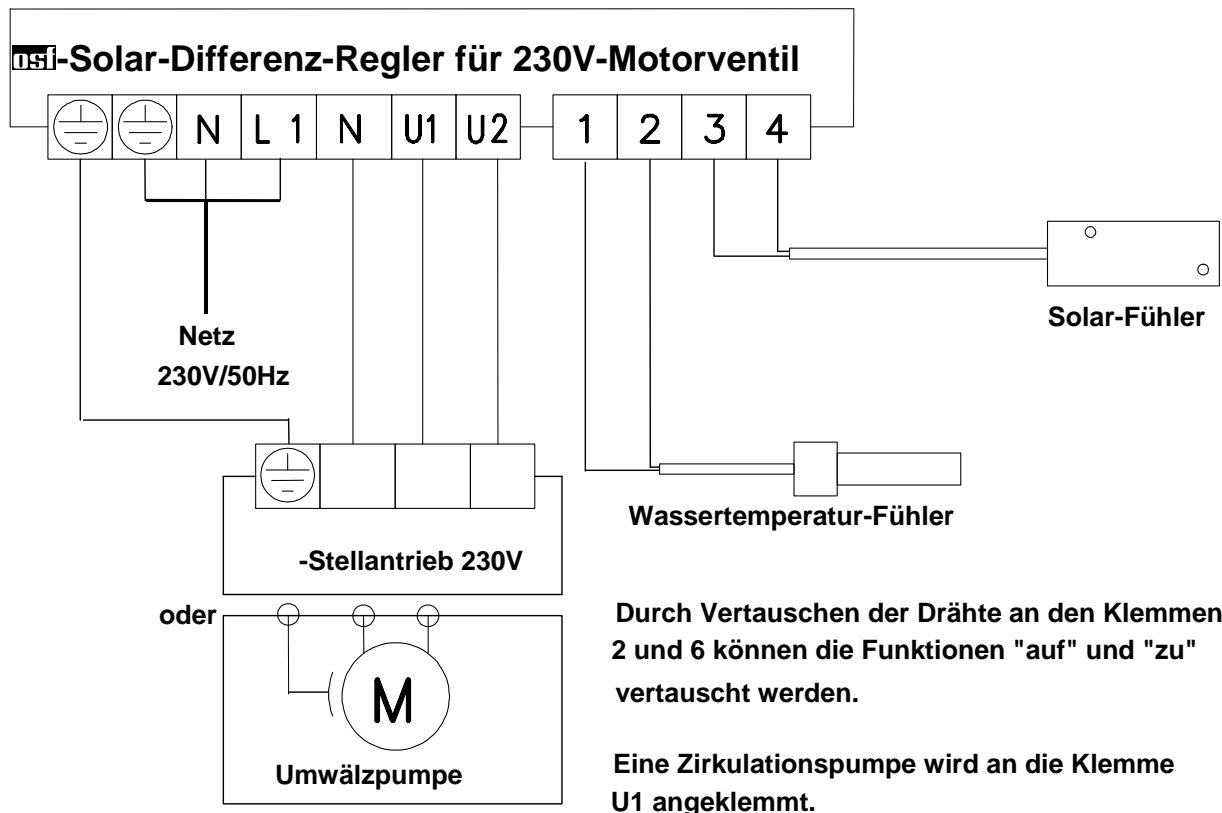 osf-Solar-Differenz-Regler für 230V-Motorventil
N L 1 N U1 U2 1 2 3 4
Solar-Fühler
Netz
230V/50Hz
Wassertemperatur-Fühler
-Stellantrieb 230V
oder
M
Umwälzpumpe
Durch Vertauschen der Drähte an den Klemmen
2 und 6 können die Funktionen "auf" und "zu"
vertauscht werden.
Eine Zirkulationspumpe wird an die Klemme
U1 angeklemmt.